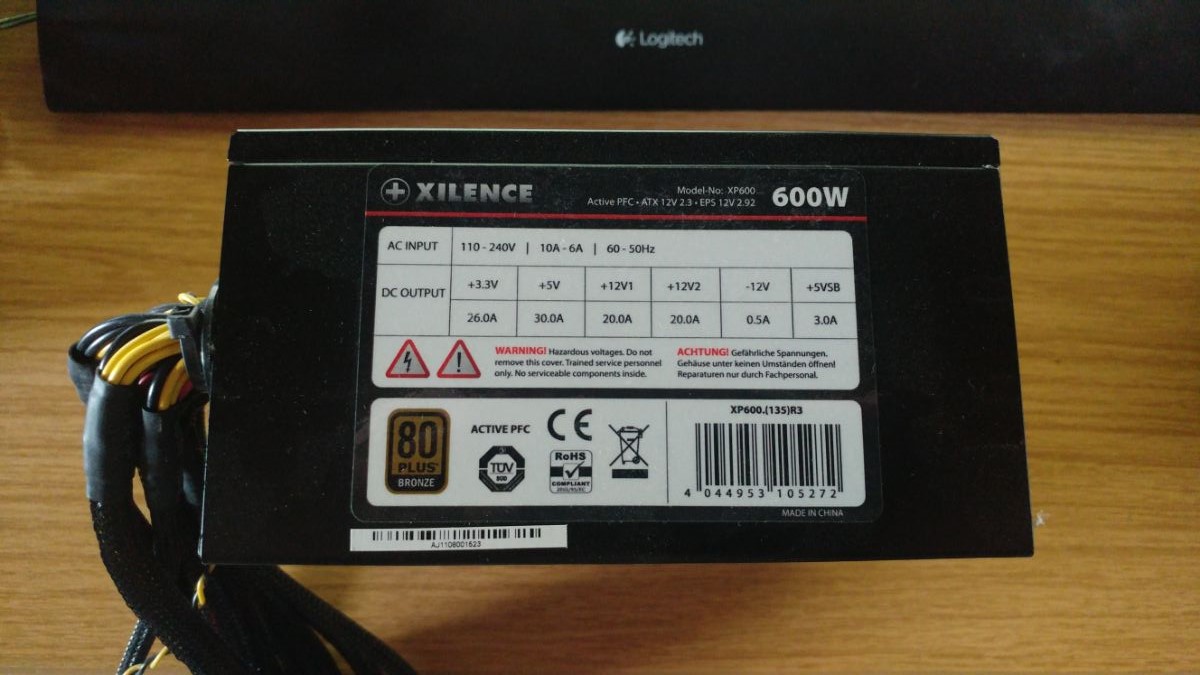 Logitech
XILENCE
Model-No: XP600
Active PFC • ATX 12V 2.3 • EPS 12V 2.92
600W
AC INPUT 110 - 240V | 10A - 6A | 60 - 50Hz
DC OUTPUT
+3.3V +5V +12V1 +12V2 -12V +5VSB
26.0A 30.0A 20.0A 20.0A 0.5A 3.0A
WARNING! Hazardous voltages. Do not
remove this cover. Trained service personnel
only. No serviceable components inside.
ACHTUNG! Gefährliche Spannungen.
Gehäuse unter keinen Umständen öffnen!
Reparaturen nur durch Fachpersonal.
80
PLUS
BRONZE
ACTIVE PFC
TÜV
SÜD
CE
RoHS
COMPLIANT
XP600.(135)R3
4 044953 105272
MADE IN CHINA
AJ1109001623